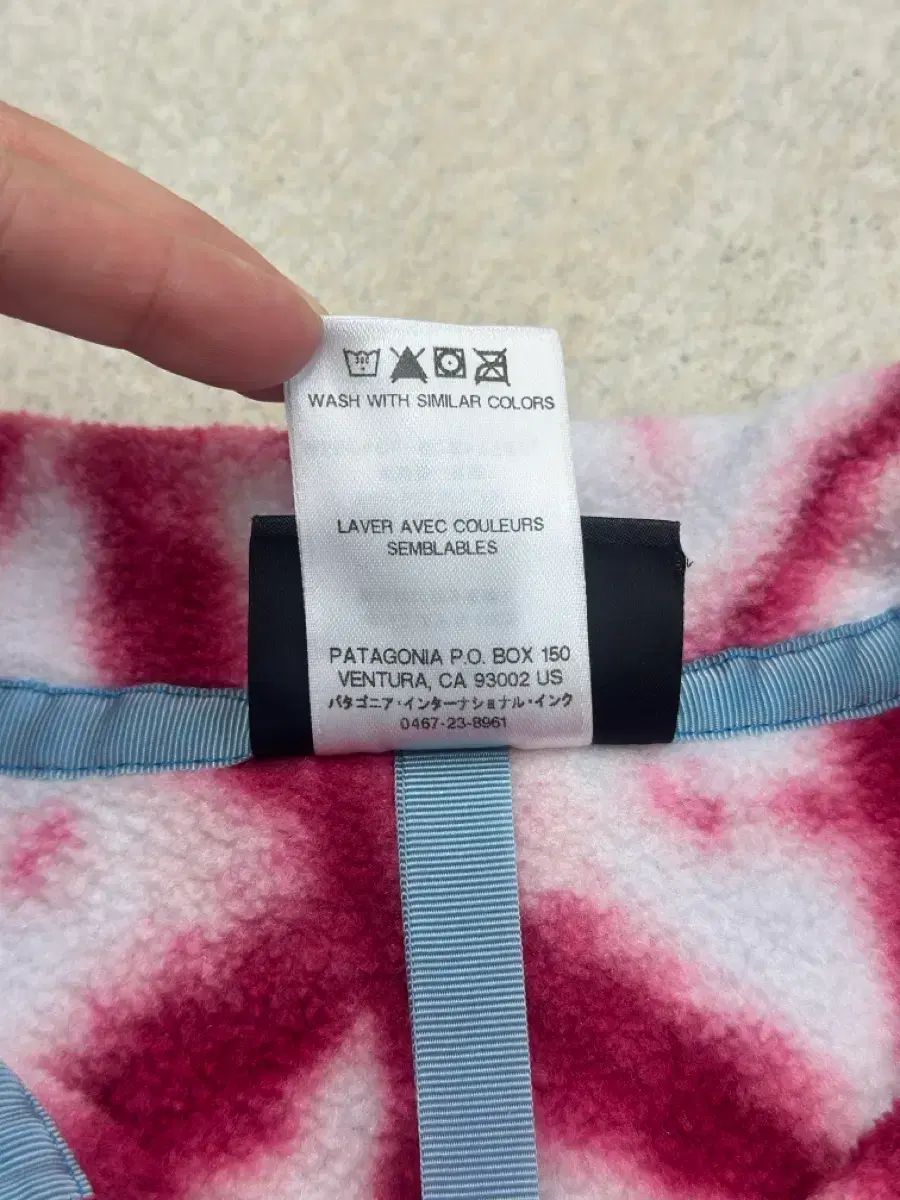 WASH WITH SIMILAR COLORS
LAVER AVEC COULEURS
SEMBLABLES
PATAGONIA P.O. BOX 150
VENTURA, CA 93002 US
パタゴニア・インターナショナル・インク
0467-23-8961